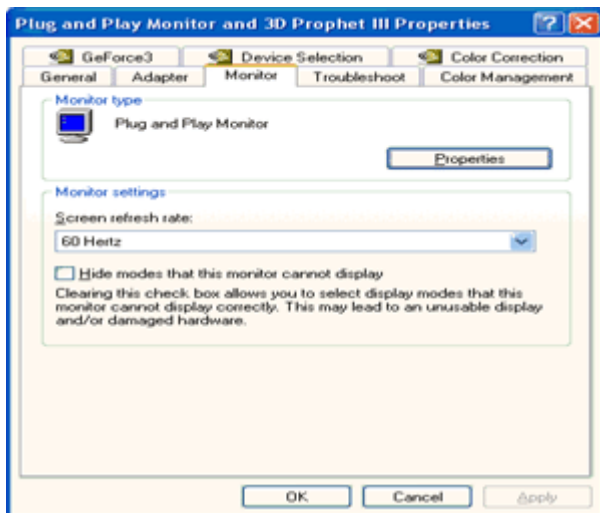 Plug and Play Monitor and 3D Prophet III Properties
GeForce3 Device Selection Color Correction
General Adapter Monitor Troubleshoot Color Management
Monitor type
Plug and Play Monitor
Properties
Monitor settings
Screen refresh rate:
60 Hertz
Hide modes that this monitor cannot display
Clearing this check box allows you to select display modes that this
monitor cannot display correctly. This may lead to an unusable display
and/or damaged hardware.
OK Cancel Apply